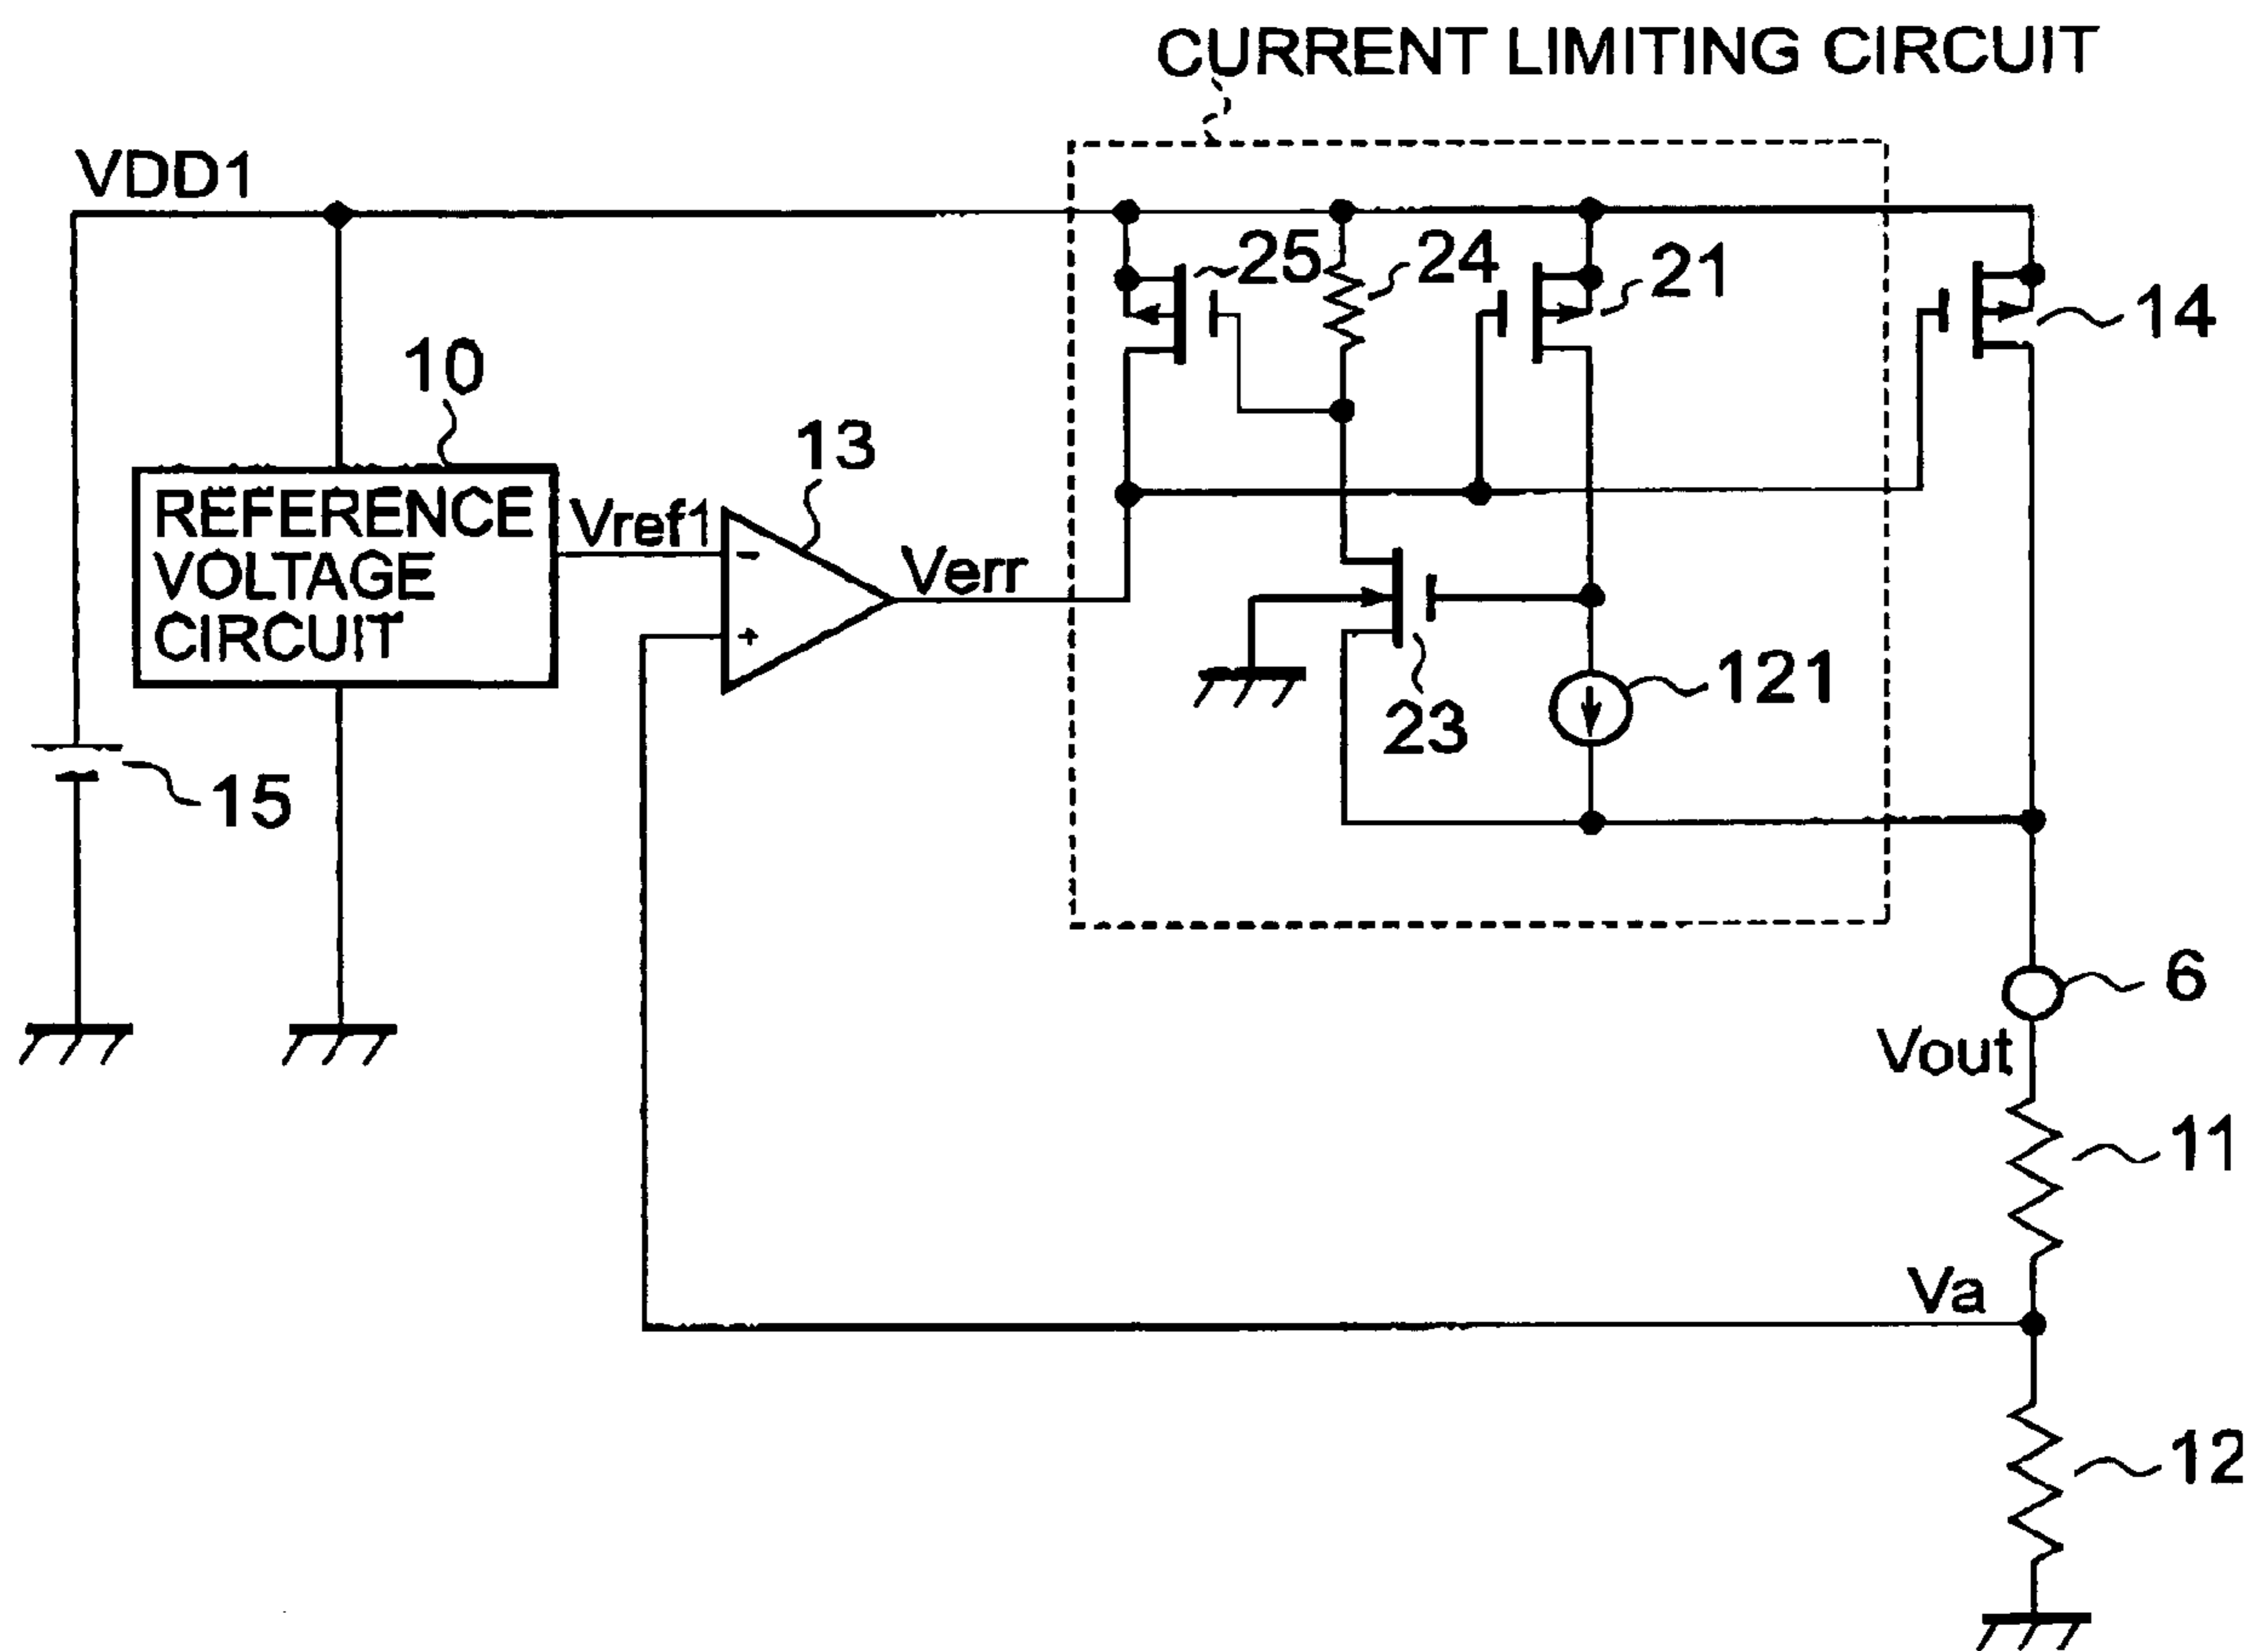 CURRENT LIMITING CIRCUIT
VDD1
25
24
21
14
10
13
REFERENCE
VOLTAGE
CIRCUIT
Vref1
−
+
Verr
23
121
15
6
Vout
11
Va
12